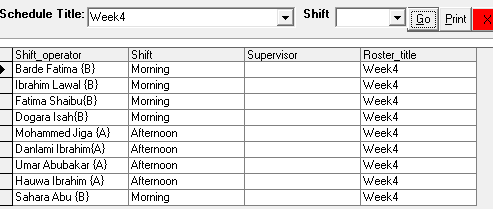 Schedule Title: Week4 Shift Go Print X
Shift_operator Shift Supervisor Roster_title
Barde Fatima {B} Morning Week4
Ibrahim Lawal {B} Morning Week4
Fatima Shaibu{B} Morning Week4
Dogara Isah{B} Morning Week4
Mohammed Jiga {A} Afternoon Week4
Danlami Ibrahim{A} Afternoon Week4
Umar Abubakar {A} Afternoon Week4
Hauwa Ibrahim {A} Afternoon Week4
Sahara Abu {B} Morning Week4